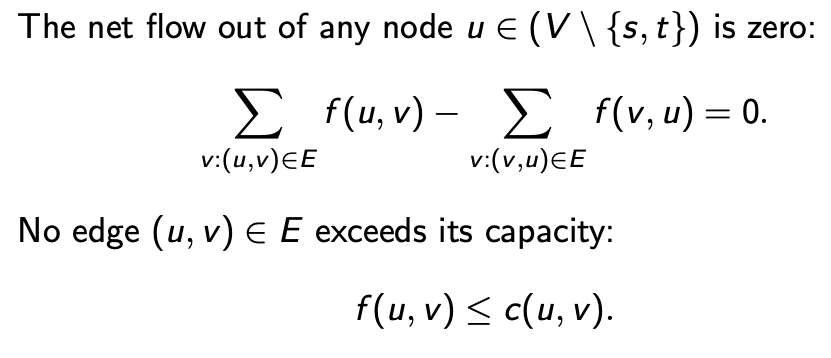 The net flow out of any node u ∈ (V \ {s, t}) is zero:
∑_{v:(u,v)∈E} f(u, v) − ∑_{v:(v,u)∈E} f(v, u) = 0.
No edge (u, v) ∈ E exceeds its capacity:
f(u, v) ≤ c(u, v).